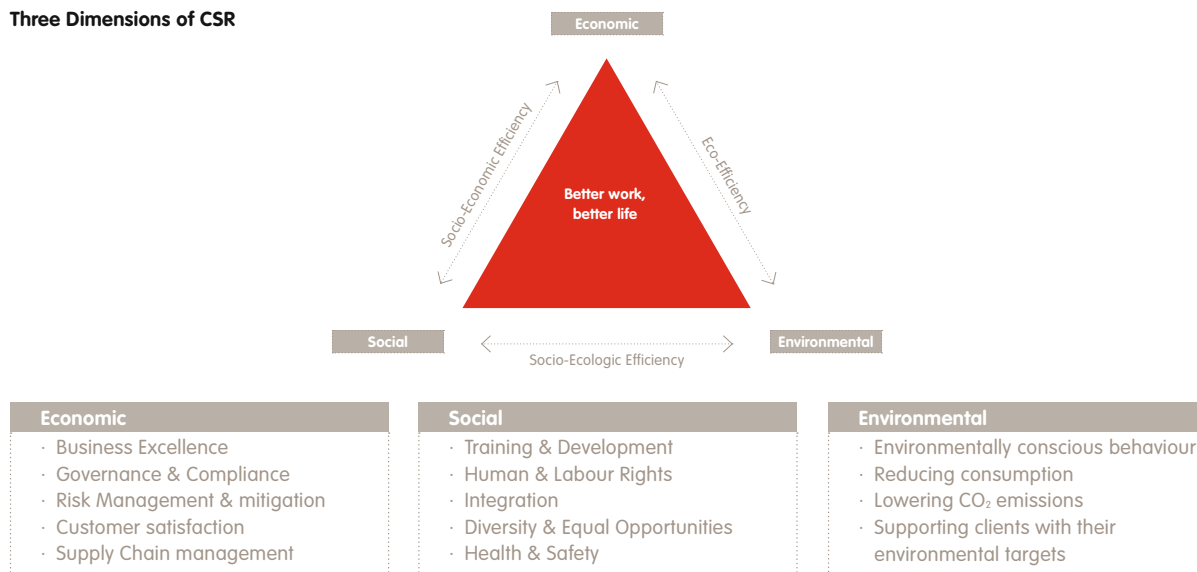 Three Dimensions of CSR
Economic
Socio-Economic Efficiency
Eco-Efficiency
Better work,
better life
Social
Environmental
Socio-Ecologic Efficiency
Economic
· Business Excellence
· Governance & Compliance
· Risk Management & mitigation
· Customer satisfaction
· Supply Chain management
Social
· Training & Development
· Human & Labour Rights
· Integration
· Diversity & Equal Opportunities
· Health & Safety
Environmental
· Environmentally conscious behaviour
· Reducing consumption
· Lowering CO₂ emissions
· Supporting clients with their
environmental targets